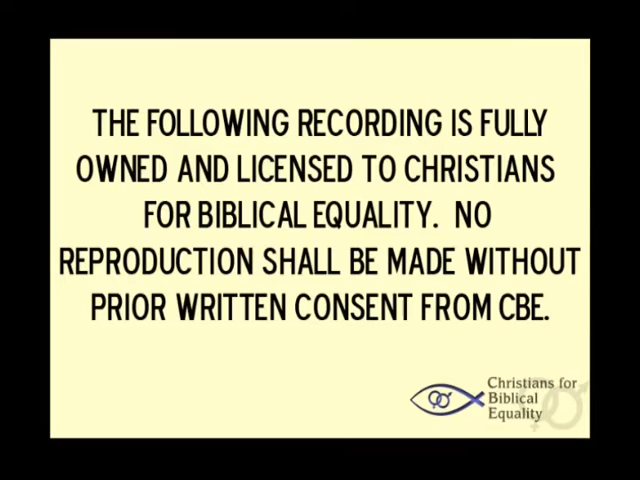 THE FOLLOWING RECORDING IS FULLY
OWNED AND LICENSED TO CHRISTIANS
FOR BIBLICAL EQUALITY.  NO
REPRODUCTION SHALL BE MADE WITHOUT
PRIOR WRITTEN CONSENT FROM CBE.
Christians for
Biblical
Equality